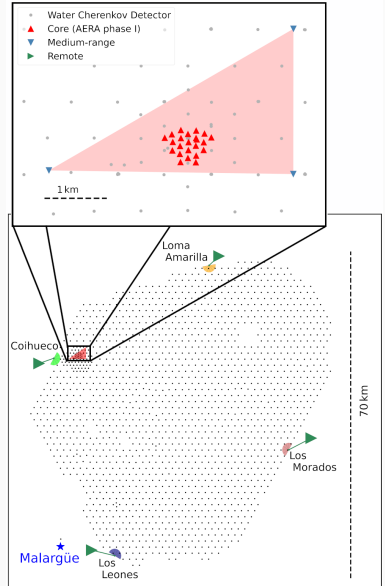 Water Cherenkov Detector
Core (AERA phase I)
Medium-range
Remote
1 km
Loma
Amarilla
Coihueco
70 km
Los
Morados
Malargüe
Los
Leones